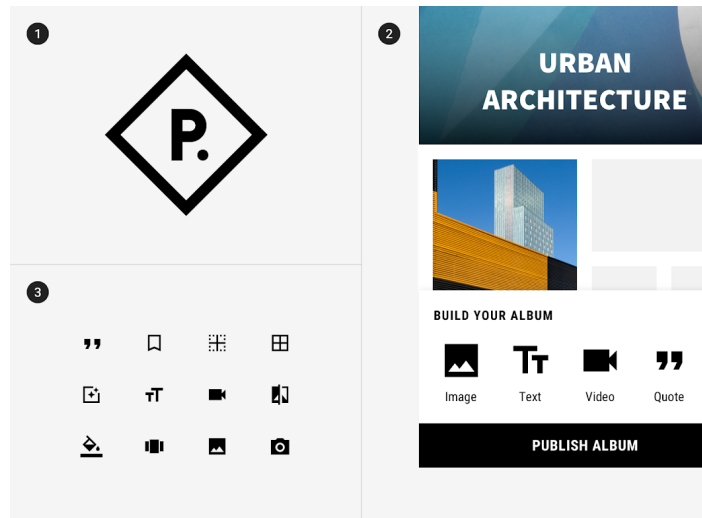 1
P.
2
URBAN
ARCHITECTURE
BUILD YOUR ALBUM
Image Text Video Quote
PUBLISH ALBUM
3